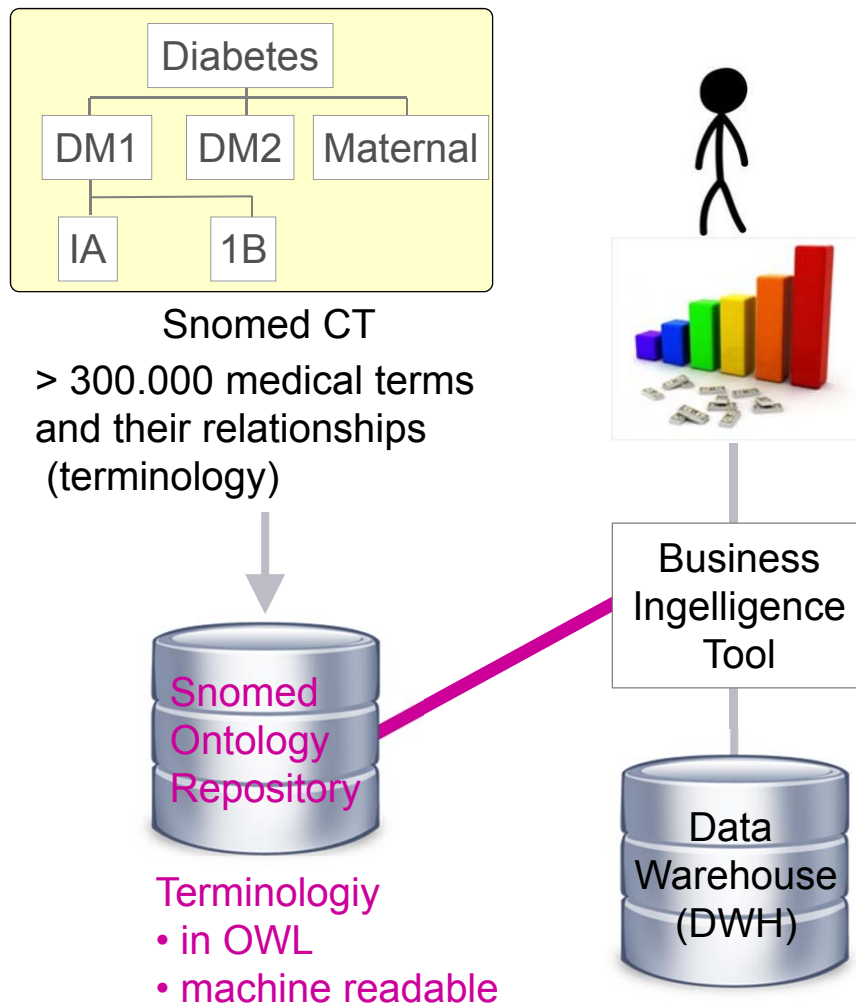 Diabetes
DM1 DM2 Maternal
IA 1B
Snomed CT
> 300.000 medical terms
and their relationships
(terminology)
Business
Ingelligence
Tool
Snomed
Ontology
Repository
Data
Warehouse
(DWH)
Terminologiy
• in OWL
• machine readable